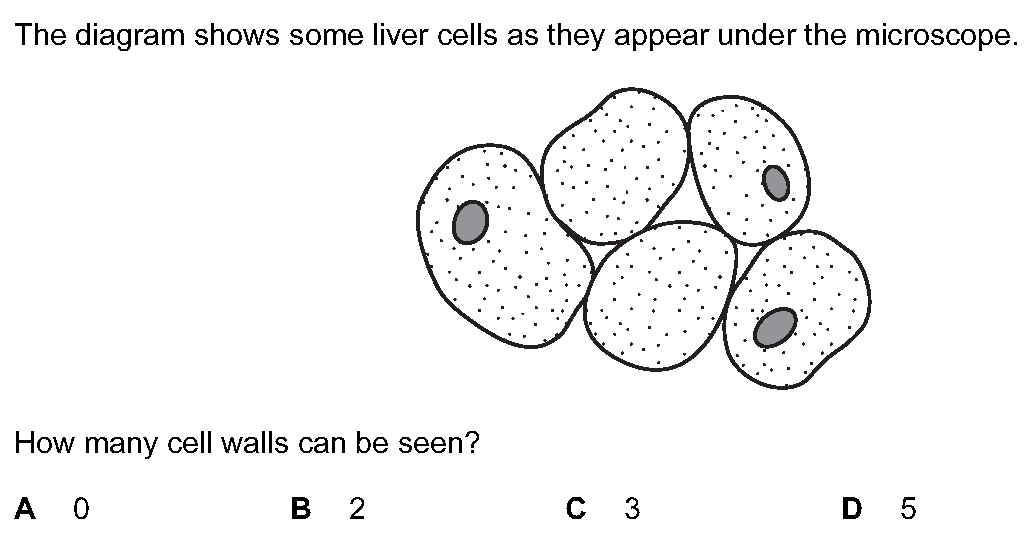 The diagram shows some liver cells as they appear under the microscope.
How many cell walls can be seen?
A 0 B 2 C 3 D 5